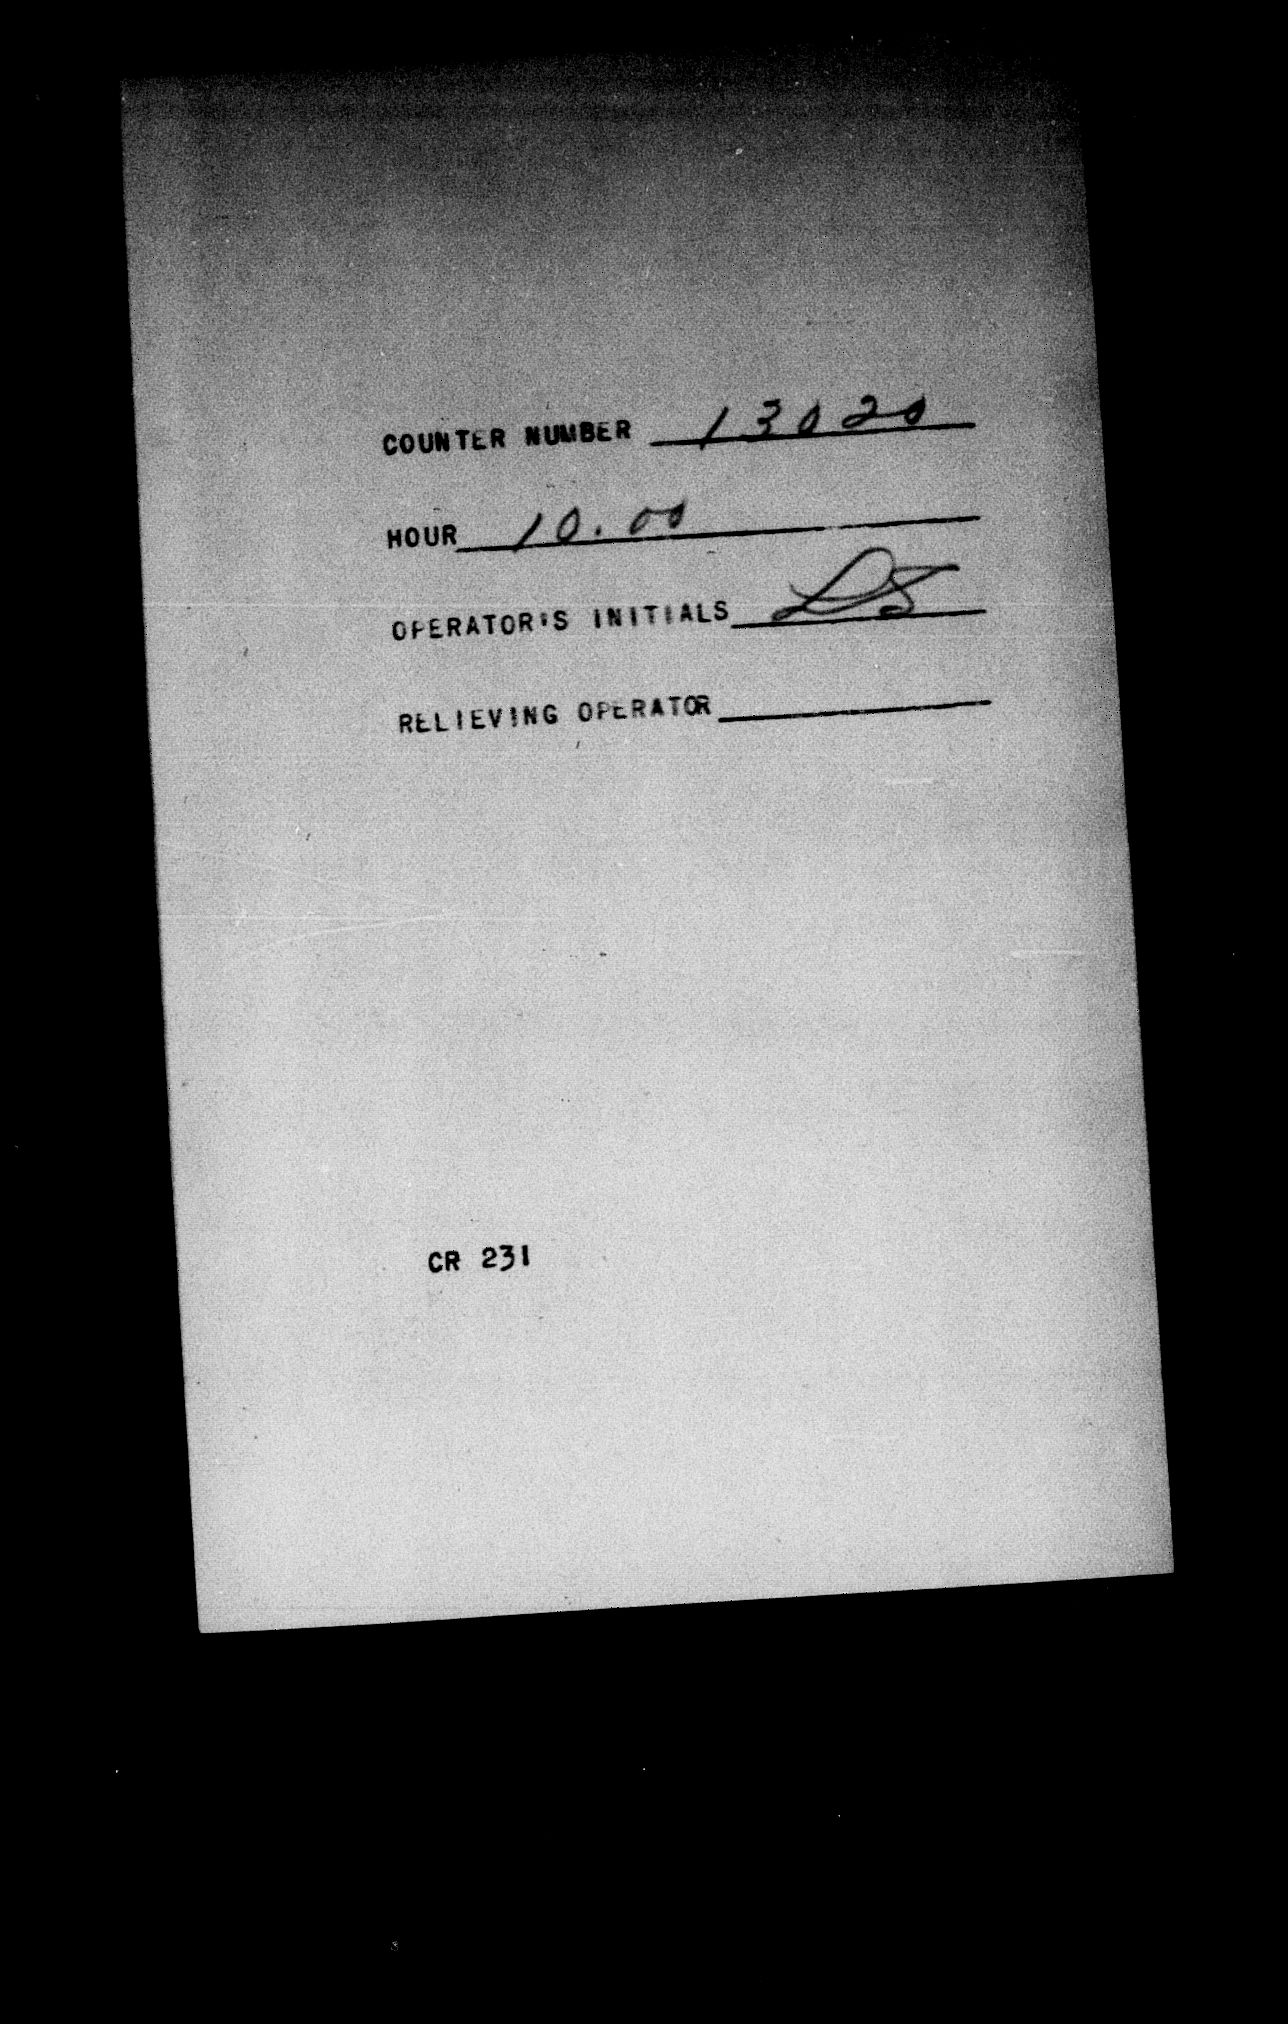 COUNTER NUMBER 13020
HOUR 10.00
OPERATOR'S INITIALS
RELIEVING OPERATOR
CR 231